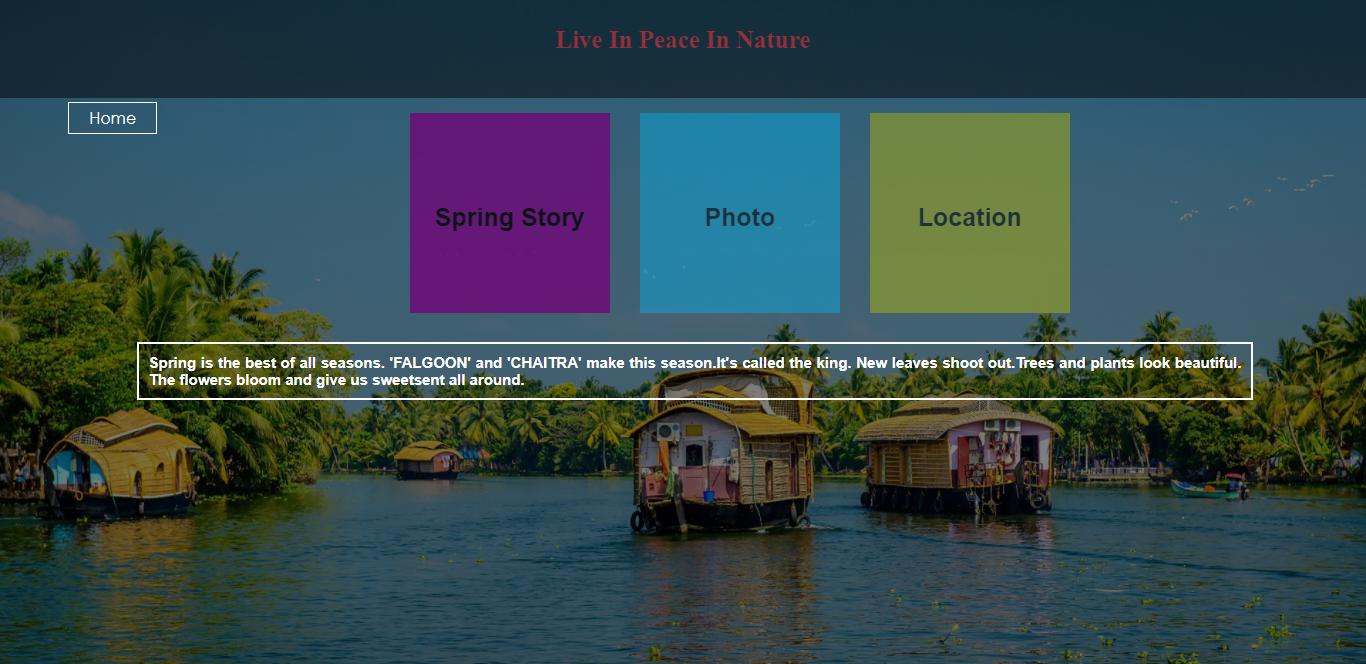 Live In Peace In Nature
Home
Spring Story
Photo
Location
Spring is the best of all seasons. 'FALGOON' and 'CHAITRA' make this season.It's called the king. New leaves shoot out.Trees and plants look beautiful.
The flowers bloom and give us sweetsent all around.